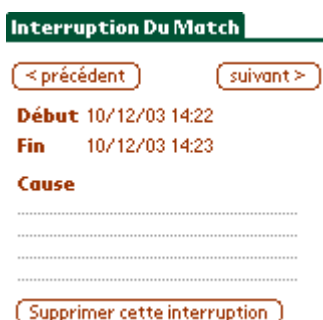 Interruption Du Match
< précédent
suivant >
Début 10/12/03 14:22
Fin 10/12/03 14:23
Cause
Supprimer cette interruption